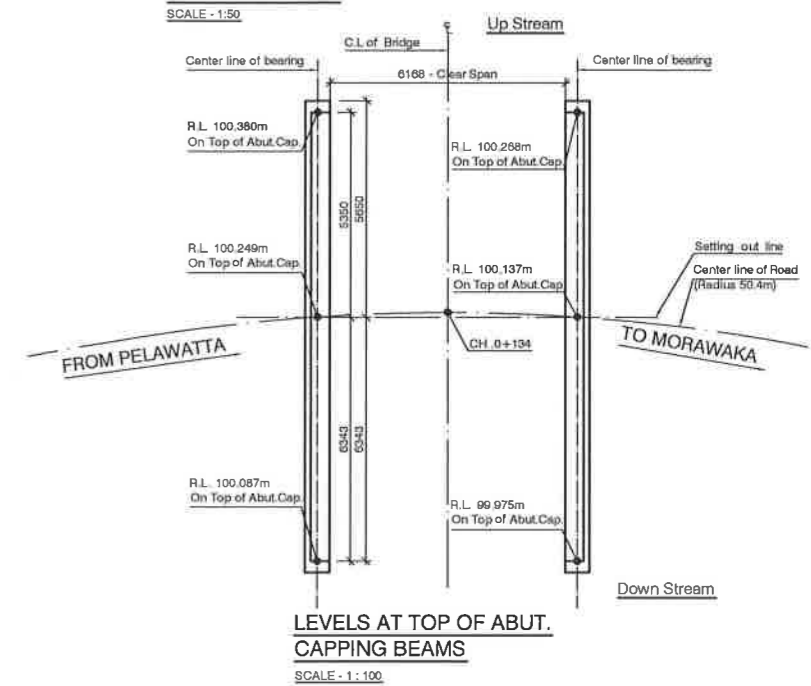 SCALE - 1:50
Up Stream
C.L of Bridge
Center line of bearing
Center line of bearing
6168 - Clear Span
R.L. 100.380m
On Top of Abut.Cap.
R.L. 100.268m
On Top of Abut.Cap.
5350
5650
R.L. 100.249m
On Top of Abut.Cap.
R.L. 100.137m
On Top of Abut.Cap.
Setting out line
Center line of Road
(Radius 50.4m)
FROM PELAWATTA
CH .0+134
TO MORAWAKA
6343
6343
R.L. 100.087m
On Top of Abut.Cap.
R.L. 99.975m
On Top of Abut.Cap.
Down Stream
LEVELS AT TOP OF ABUT.
CAPPING BEAMS
SCALE - 1 : 100